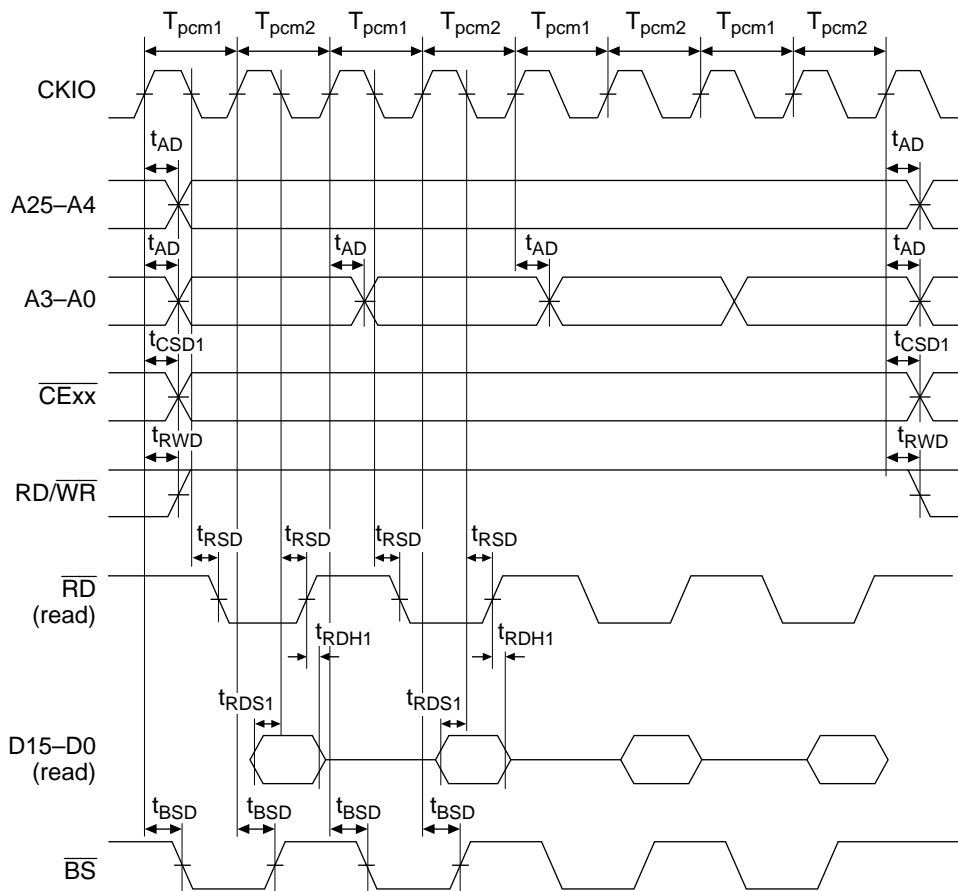 Tpcm1 Tpcm2 Tpcm1 Tpcm2 Tpcm1 Tpcm2 Tpcm1 Tpcm2
CKIO
tAD tAD
A25–A4
tAD tAD tAD tAD
A3–A0
tCSD1 tCSD1
CExx
tRWD tRWD
RD/WR
tRSD tRSD tRSD tRSD
RD
(read)
tRDH1 tRDH1
tRDS1 tRDS1
D15–D0
(read)
tBSD tBSD tBSD tBSD
BS